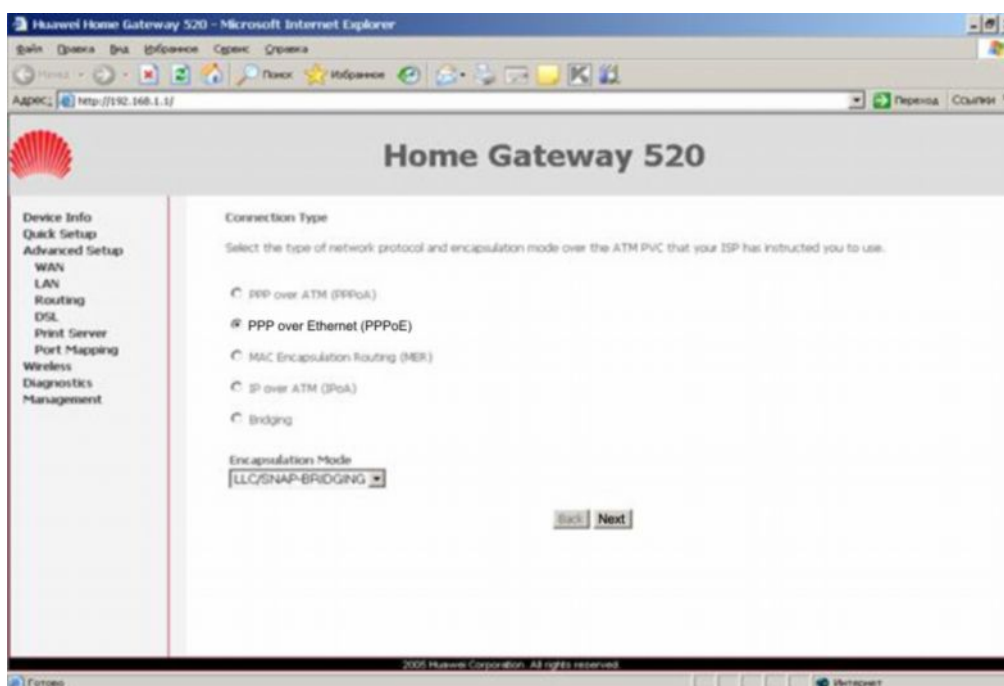 Huawei Home Gateway 520 - Microsoft Internet Explorer
Файл Правка Вид Избранное Сервис Справка
Назад Поиск Избранное
Адрес: http://192.168.1.1/ Переход Ссылки
Home Gateway 520
Device Info
Quick Setup
Advanced Setup
WAN
LAN
Routing
DSL
Print Server
Port Mapping
Wireless
Diagnostics
Management
Connection Type
Select the type of network protocol and encapsulation mode over the ATM PVC that your ISP has instructed you to use.
PPP over ATM (PPPoA)
PPP over Ethernet (PPPoE)
MAC Encapsulation Routing (MER)
IP over ATM (IPoA)
Bridging
Encapsulation Mode
LLC/SNAP-BRIDGING
Back Next
2005 Huawei Corporation. All rights reserved.
Готово Интернет